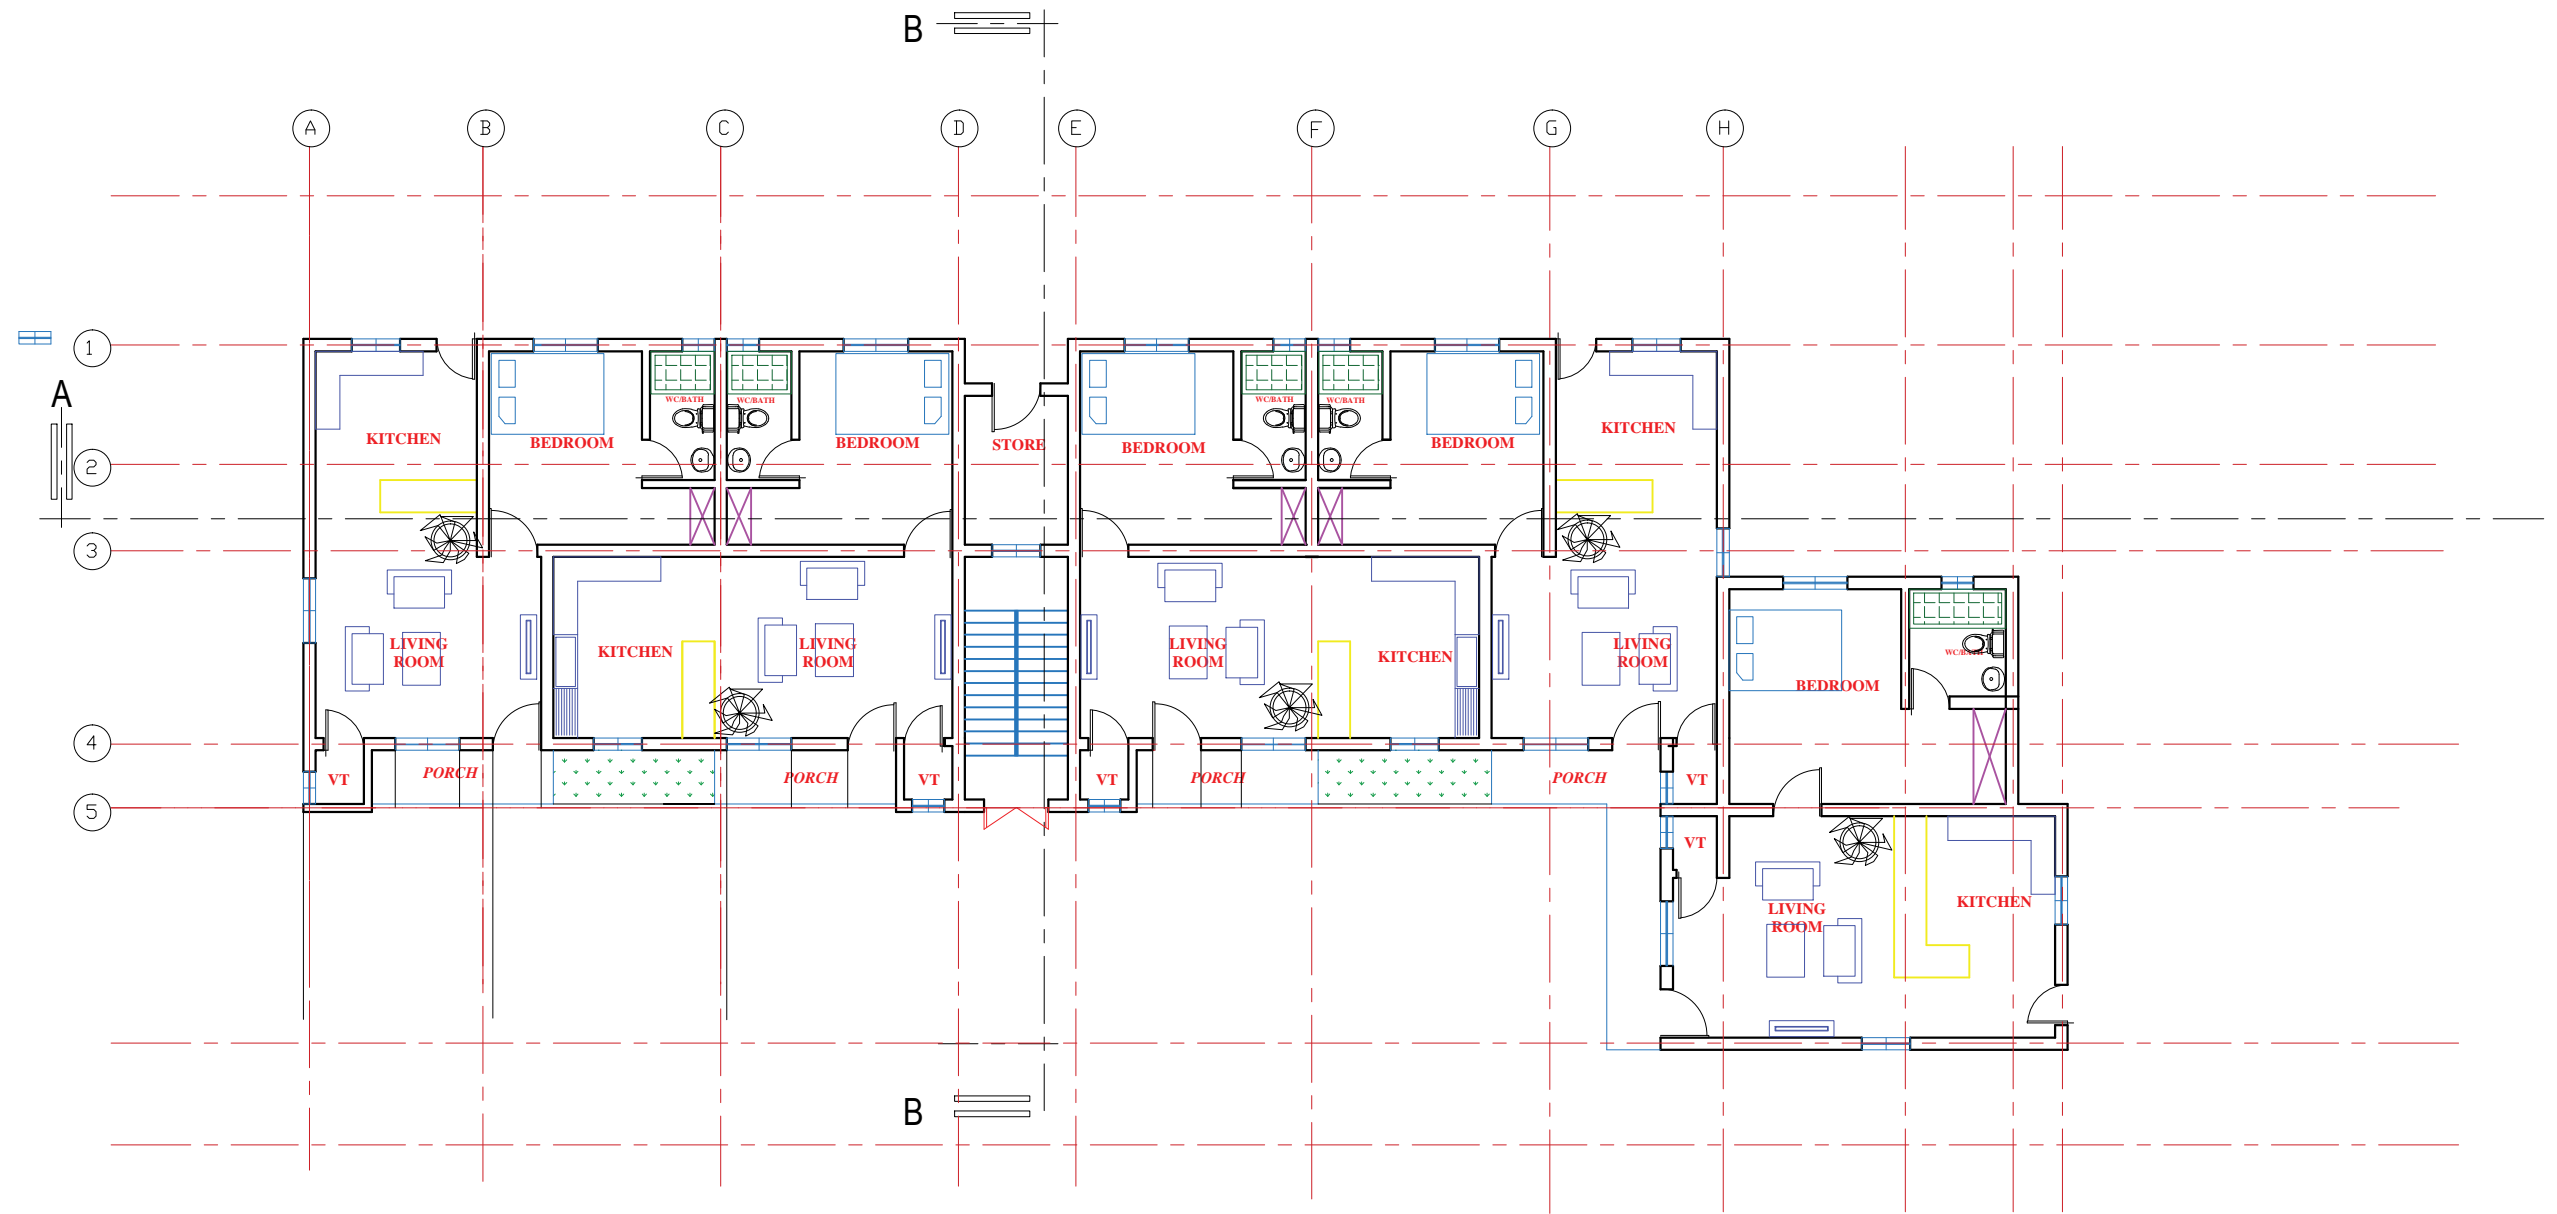 B
A B C D E F G H
1
A
WC/BATH WC/BATH WC/BATH WC/BATH
KITCHEN BEDROOM BEDROOM STORE BEDROOM BEDROOM KITCHEN
2
3
LIVING
ROOM
KITCHEN
LIVING
ROOM
LIVING
ROOM
KITCHEN
LIVING
ROOM
WC/BATH
BEDROOM
4
VT PORCH PORCH VT VT PORCH PORCH VT
5
VT
LIVING
ROOM
KITCHEN
B